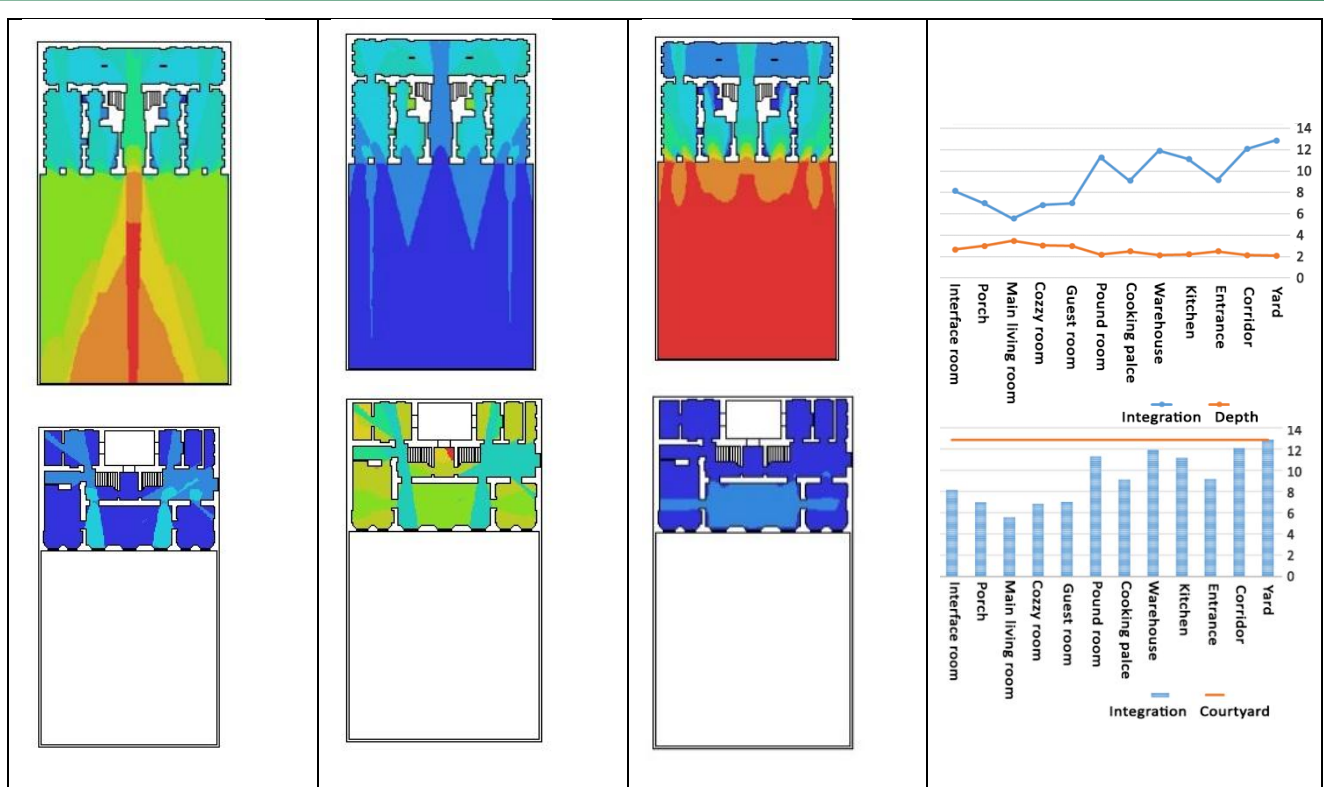 14
12
10
8
6
4
2
0
Interface room
Porch
Main living room
Cozzy room
Guest room
Pound room
Cooking palce
Warehouse
Kitchen
Entrance
Corridor
Yard
Integration Depth
14
12
10
8
6
4
2
0
Interface room
Porch
Main living room
Cozzy room
Guest room
Pound room
Cooking palce
Warehouse
Kitchen
Entrance
Corridor
Yard
Integration Courtyard